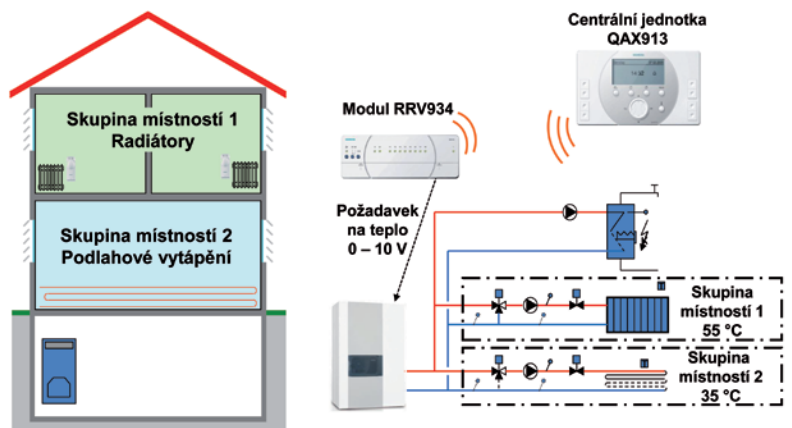 Centrální jednotka
QAX913
Modul RRV934
Skupina místností 1
Radiátory
Skupina místností 2
Podlahové vytápění
Požadavek
na teplo
0 – 10 V
Skupina
místností 1
55 °C
Skupina
místností 2
35 °C